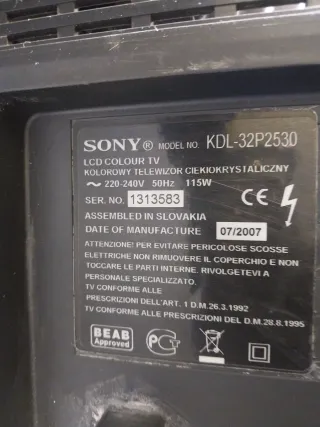 SONY® MODEL NO. KDL-32P2530
LCD COLOUR TV
KOLOROWY TELEWIZOR CIEKłOKRYSTALICZNY
~ 220-240V 50Hz 115W
SER. NO. 1313583
CE
ASSEMBLED IN SLOVAKIA
DATE OF MANUFACTURE 07/2007
ATTENZIONE! PER EVITARE PERICOLOSE SCOSSE
ELETTRICHE NON RIMUOVERE IL COPERCHIO E NON
TOCCARE LE PARTI INTERNE. RIVOLGETEVI A
PERSONALE SPECIALIZZATO.
TV CONFORME ALLE
PRESCRIZIONI DELL'ART. 1 D.M.26.3.1992
TV CONFORME ALLE PRESCRIZIONI DEL D.M.28.8.1995
BEAB
Approved